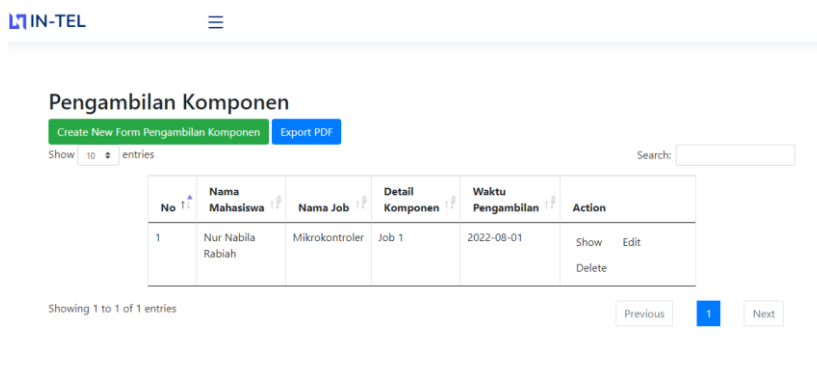 IN-TEL
Pengambilan Komponen
Create New Form Pengambilan Komponen Export PDF
Show 10 entries Search:
No Nama Mahasiswa Nama Job Detail Komponen Waktu Pengambilan Action
1 Nur Nabila Rabiah Mikrokontroler Job 1 2022-08-01 Show Edit
Delete
Showing 1 to 1 of 1 entries Previous 1 Next